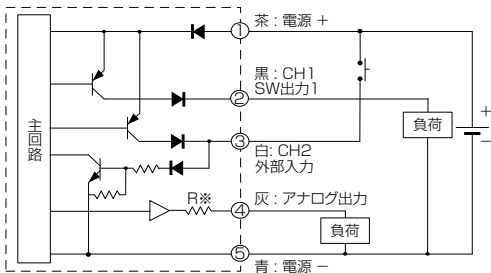 茶 : 電源 +
①
黒 : CH1
SW出力1
②
主回路
③
負荷
+
−
白: CH2
外部入力
R※
④
灰 : アナログ出力
負荷
⑤
青 : 電源 −